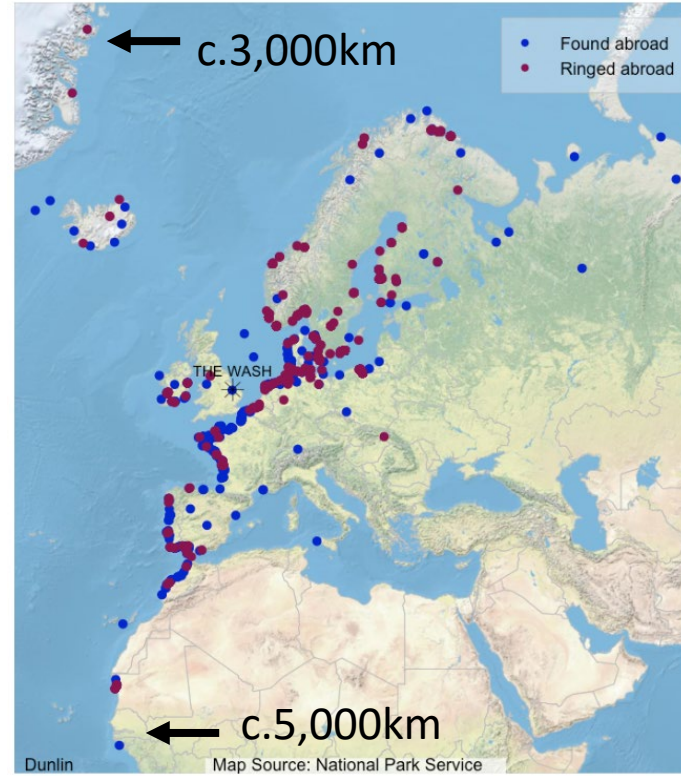 c.3,000km
Found abroad
Ringed abroad
THE WASH
c.5,000km
Dunlin
Map Source: National Park Service